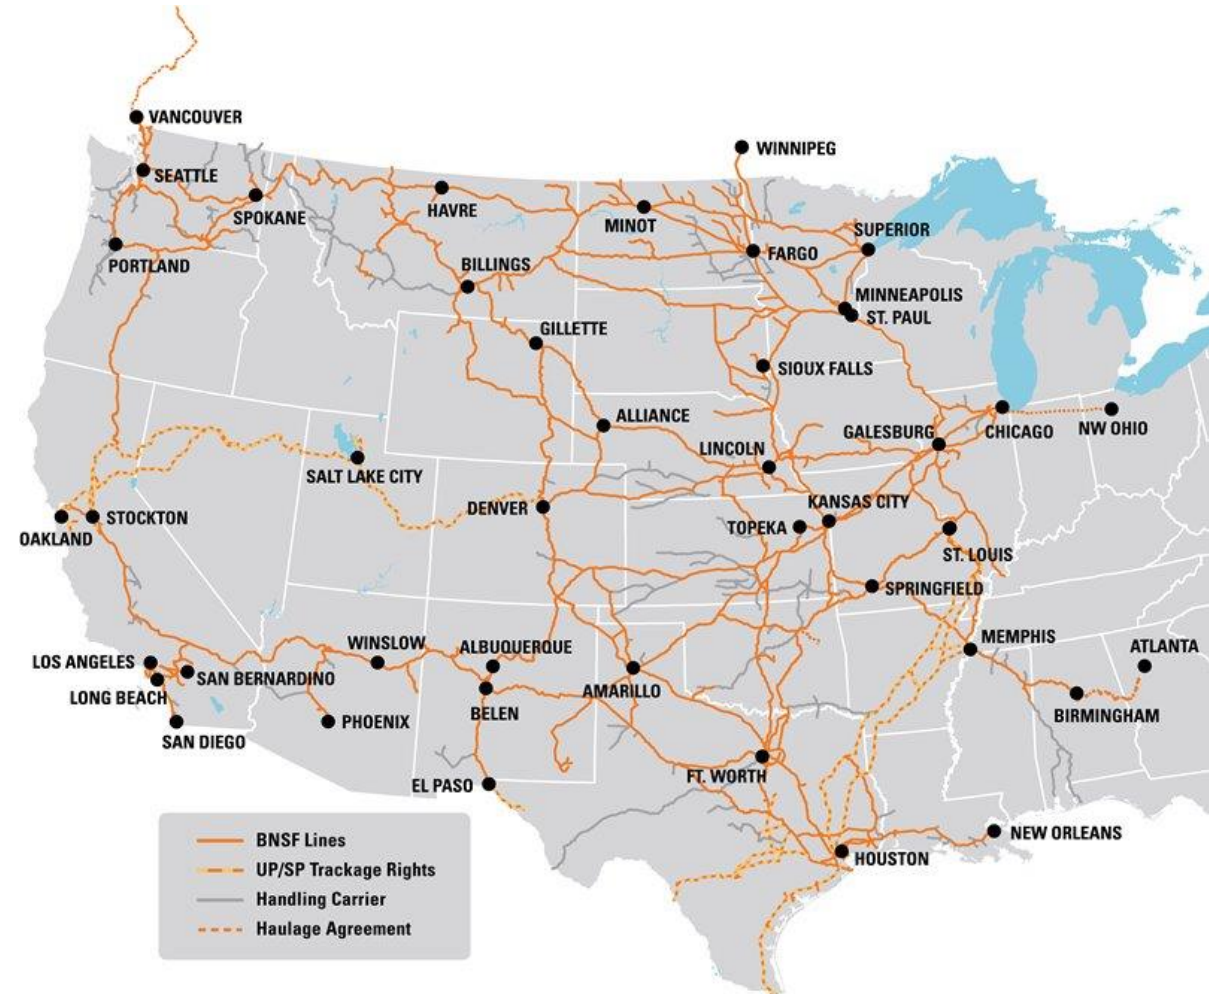 VANCOUVER
WINNIPEG
SEATTLE
SPOKANE
HAVRE
MINOT
SUPERIOR
FARGO
PORTLAND
BILLINGS
MINNEAPOLIS
ST. PAUL
GILLETTE
SIOUX FALLS
ALLIANCE
GALESBURG
CHICAGO
NW OHIO
LINCOLN
SALT LAKE CITY
KANSAS CITY
DENVER
TOPEKA
STOCKTON
OAKLAND
ST. LOUIS
SPRINGFIELD
MEMPHIS
WINSLOW
ALBUQUERQUE
ATLANTA
LOS ANGELES
SAN BERNARDINO
LONG BEACH
AMARILLO
BELEN
BIRMINGHAM
PHOENIX
SAN DIEGO
FT. WORTH
EL PASO
NEW ORLEANS
HOUSTON
BNSF Lines
UP/SP Trackage Rights
Handling Carrier
Haulage Agreement